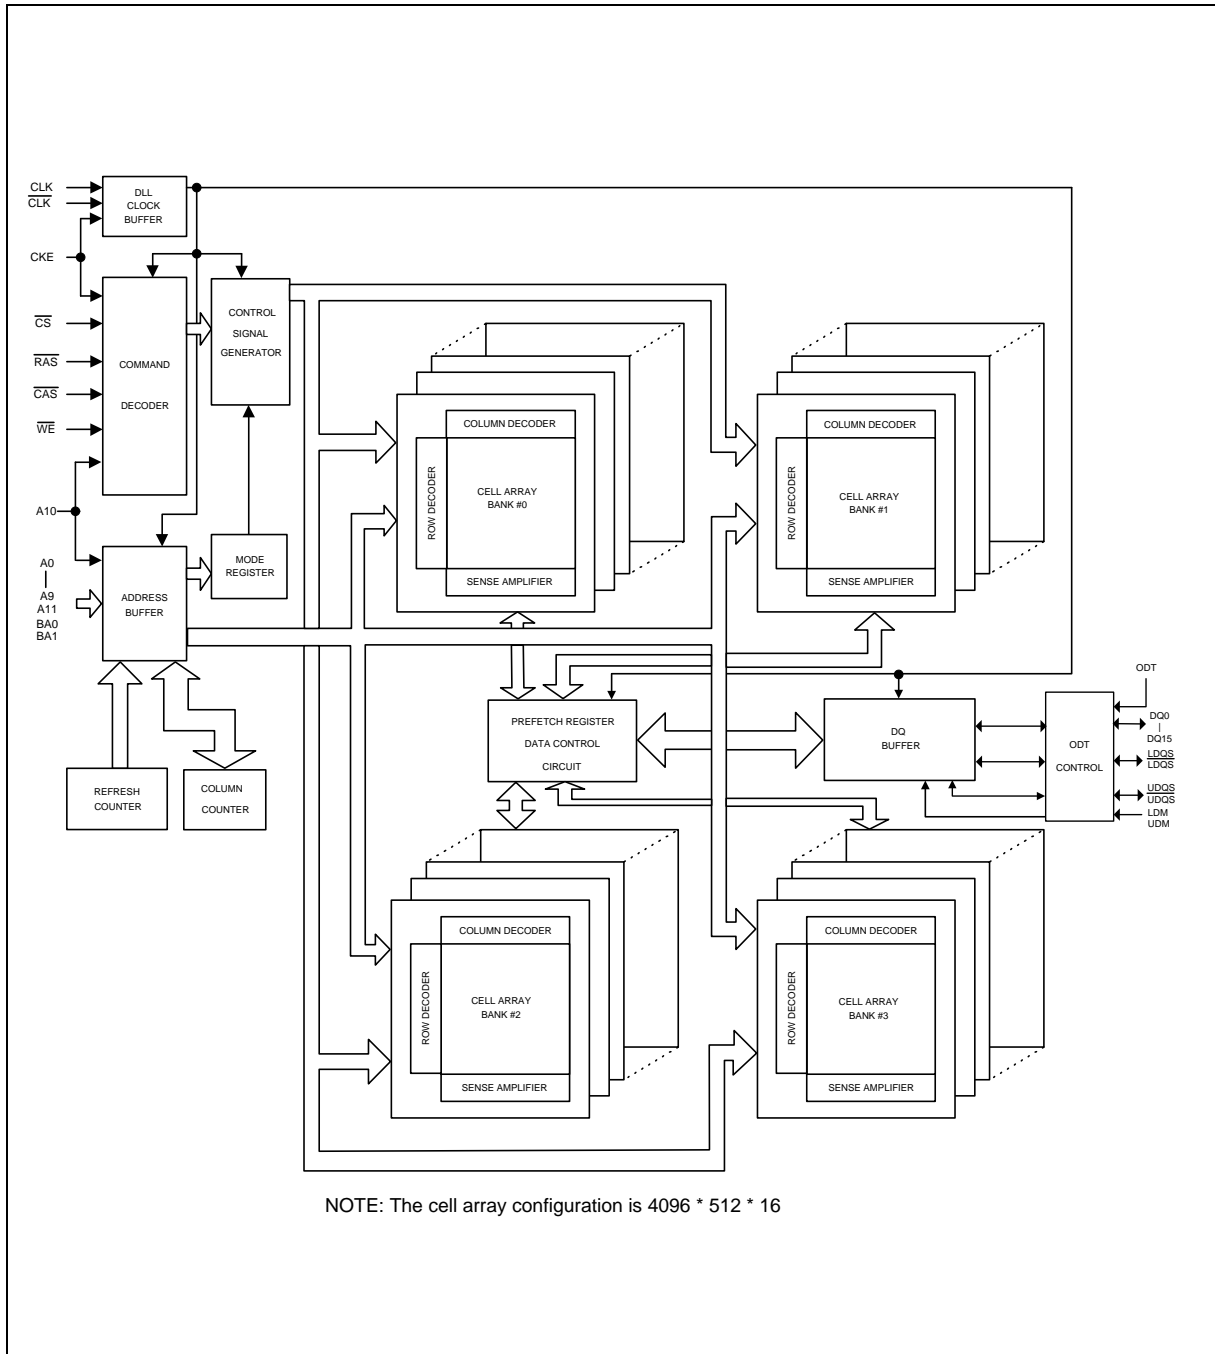 CLK
CLK
CKE
CS
RAS
CAS
WE
A10
A0
A9
A11
BA0
BA1
DLL
CLOCK
BUFFER
COMMAND
DECODER
CONTROL
SIGNAL
GENERATOR
ADDRESS
BUFFER
MODE
REGISTER
REFRESH
COUNTER
COLUMN
COUNTER
COLUMN DECODER
ROW DECODER
CELL ARRAY
BANK #0
SENSE AMPLIFIER
COLUMN DECODER
ROW DECODER
CELL ARRAY
BANK #1
SENSE AMPLIFIER
PREFETCH REGISTER
DATA CONTROL
CIRCUIT
DQ
BUFFER
ODT
CONTROL
ODT
DQ0
DQ15
LDQS
LDQS
UDQS
UDQS
LDM
UDM
COLUMN DECODER
ROW DECODER
CELL ARRAY
BANK #2
SENSE AMPLIFIER
COLUMN DECODER
ROW DECODER
CELL ARRAY
BANK #3
SENSE AMPLIFIER
NOTE: The cell array configuration is 4096 * 512 * 16